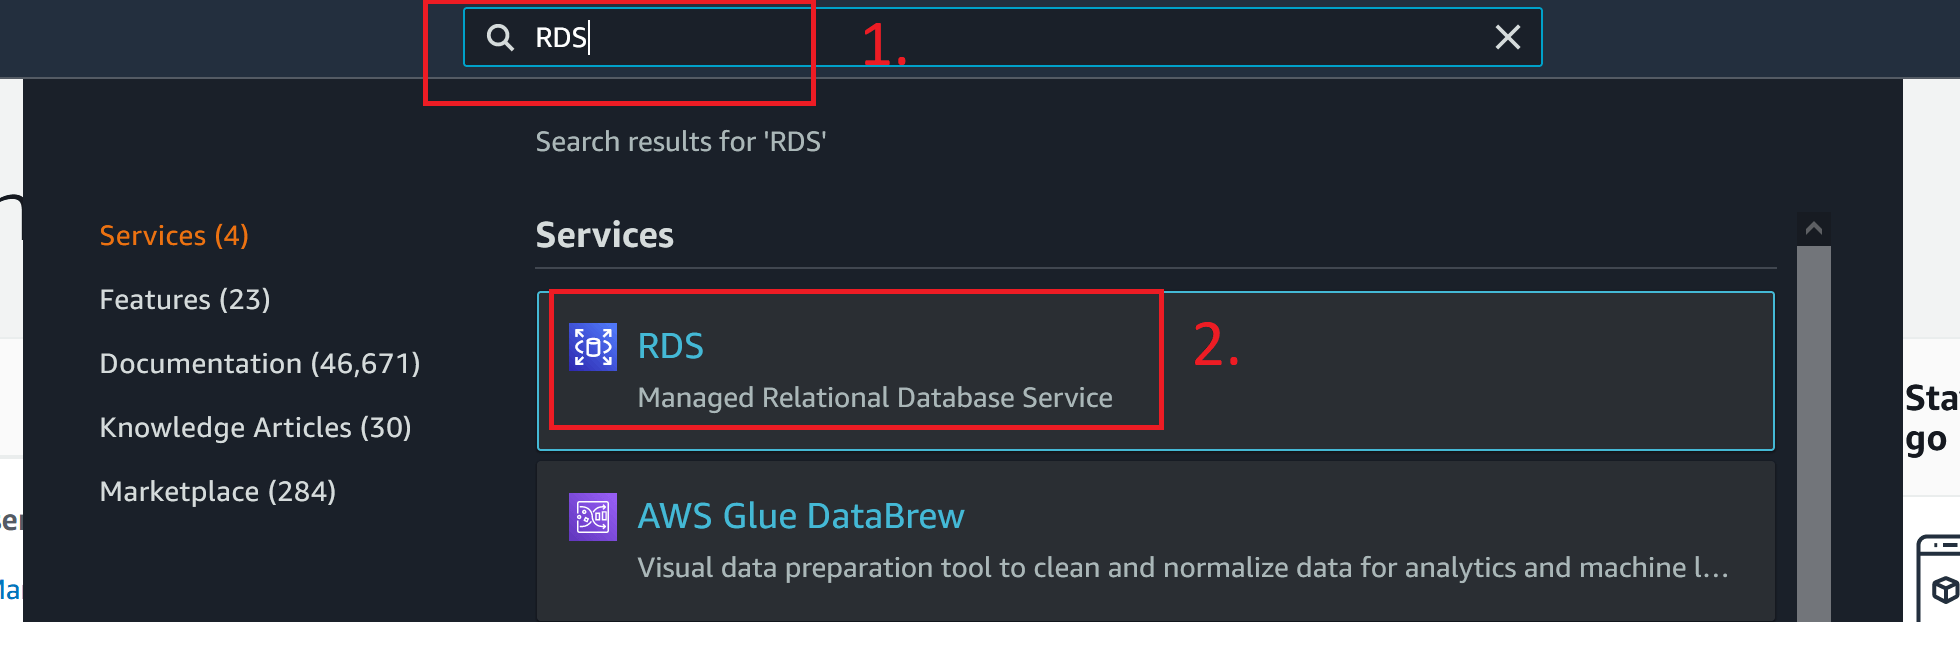 RDS
1.
Search results for 'RDS'
Services (4)
Features (23)
Documentation (46,671)
Knowledge Articles (30)
Marketplace (284)
Services
RDS
Managed Relational Database Service
2.
AWS Glue DataBrew
Visual data preparation tool to clean and normalize data for analytics and machine l...
Sta
go